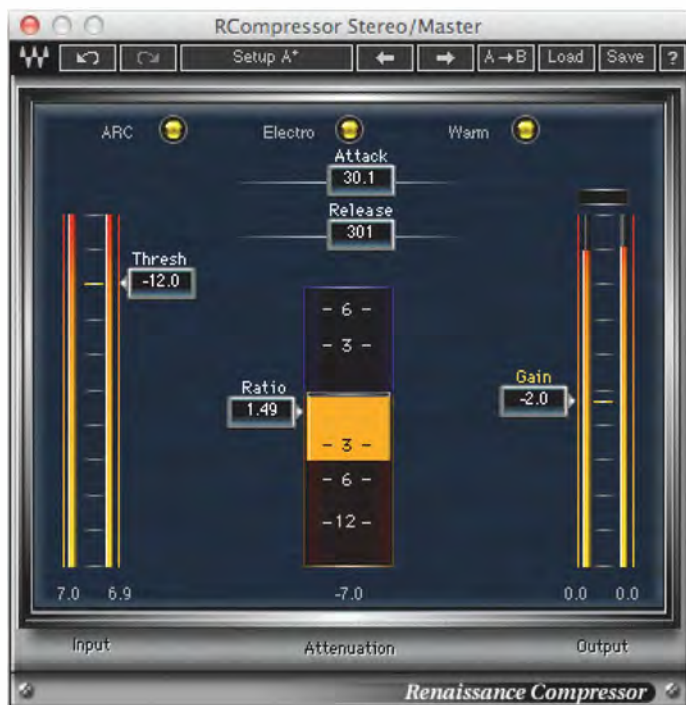 RCompressor Stereo/Master
Setup A* A→B Load Save ?
ARC Electro Warm
Attack
30.1
Release
301
Thresh
-12.0
- 6 -
- 3 -
Ratio
1.49
Gain
-2.0
- 3 -
- 6 -
-12 -
7.0 6.9 -7.0 0.0 0.0
Input Attenuation Output
Renaissance Compressor